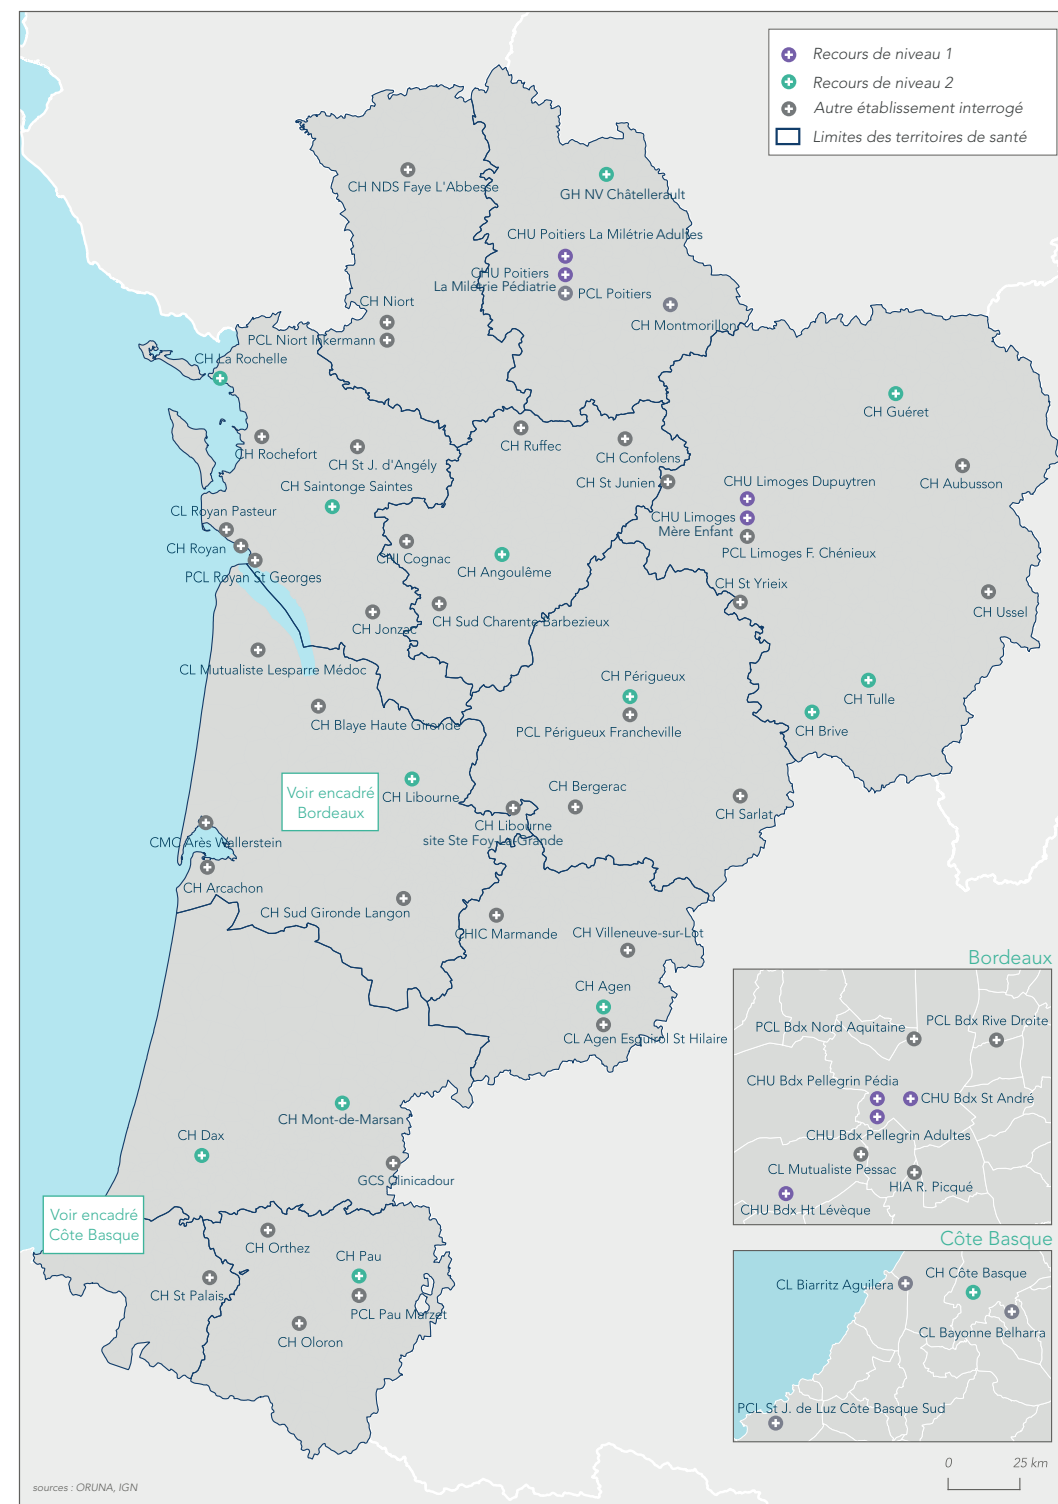 Recours de niveau 1
Recours de niveau 2
Autre établissement interrogé
Limites des territoires de santé
CH NDS Faye L'Abbesse
GH NV Châtellerault
CHU Poitiers La Milétrie Adultes
CHU Poitiers
La Milétrie Pédiatrie
PCL Poitiers
CH Montmorillon
CH Niort
PCL Niort Inkermann
CH La Rochelle
CH Guéret
CH Rochefort
CH St J. d'Angély
CH Ruffec
CH Confolens
CH St Junien
CH Aubusson
CHU Limoges Dupuytren
CH Saintonge Saintes
CL Royan Pasteur
CHU Limoges
Mère Enfant
CH Royan
PCL Limoges F. Chénieux
CHI Cognac
CH Angoulême
PCL Royan St Georges
CH St Yrieix
CH Ussel
CH Jonzac
CH Sud Charente Barbezieux
CL Mutualiste Lesparre Médoc
CH Périgueux
CH Tulle
CH Blaye Haute Gironde
PCL Périgueux Francheville
CH Brive
Voir encadré
Bordeaux
CH Libourne
CH Bergerac
CH Sarlat
CH Libourne
site Ste Foy-La-Grande
CMC Arès Wallerstein
CH Arcachon
CH Sud Gironde Langon
CHIC Marmande
CH Villeneuve-sur-Lot
CH Agen
CL Agen Esquirol St Hilaire
CH Mont-de-Marsan
CH Dax
GCS Clinicadour
Voir encadré
Côte Basque
CH Orthez
CH Pau
CH St Palais
PCL Pau Marzet
CH Oloron
Bordeaux
PCL Bdx Nord Aquitaine
PCL Bdx Rive Droite
CHU Bdx Pellegrin Pédia
CHU Bdx St André
CHU Bdx Pellegrin Adultes
CL Mutualiste Pessac
HIA R. Picqué
CHU Bdx Ht Lévèque
Côte Basque
CL Biarritz Aguilera
CH Côte Basque
CL Bayonne Belharra
PCL St J. de Luz Côte Basque Sud
0 25 km
sources : ORUNA, IGN